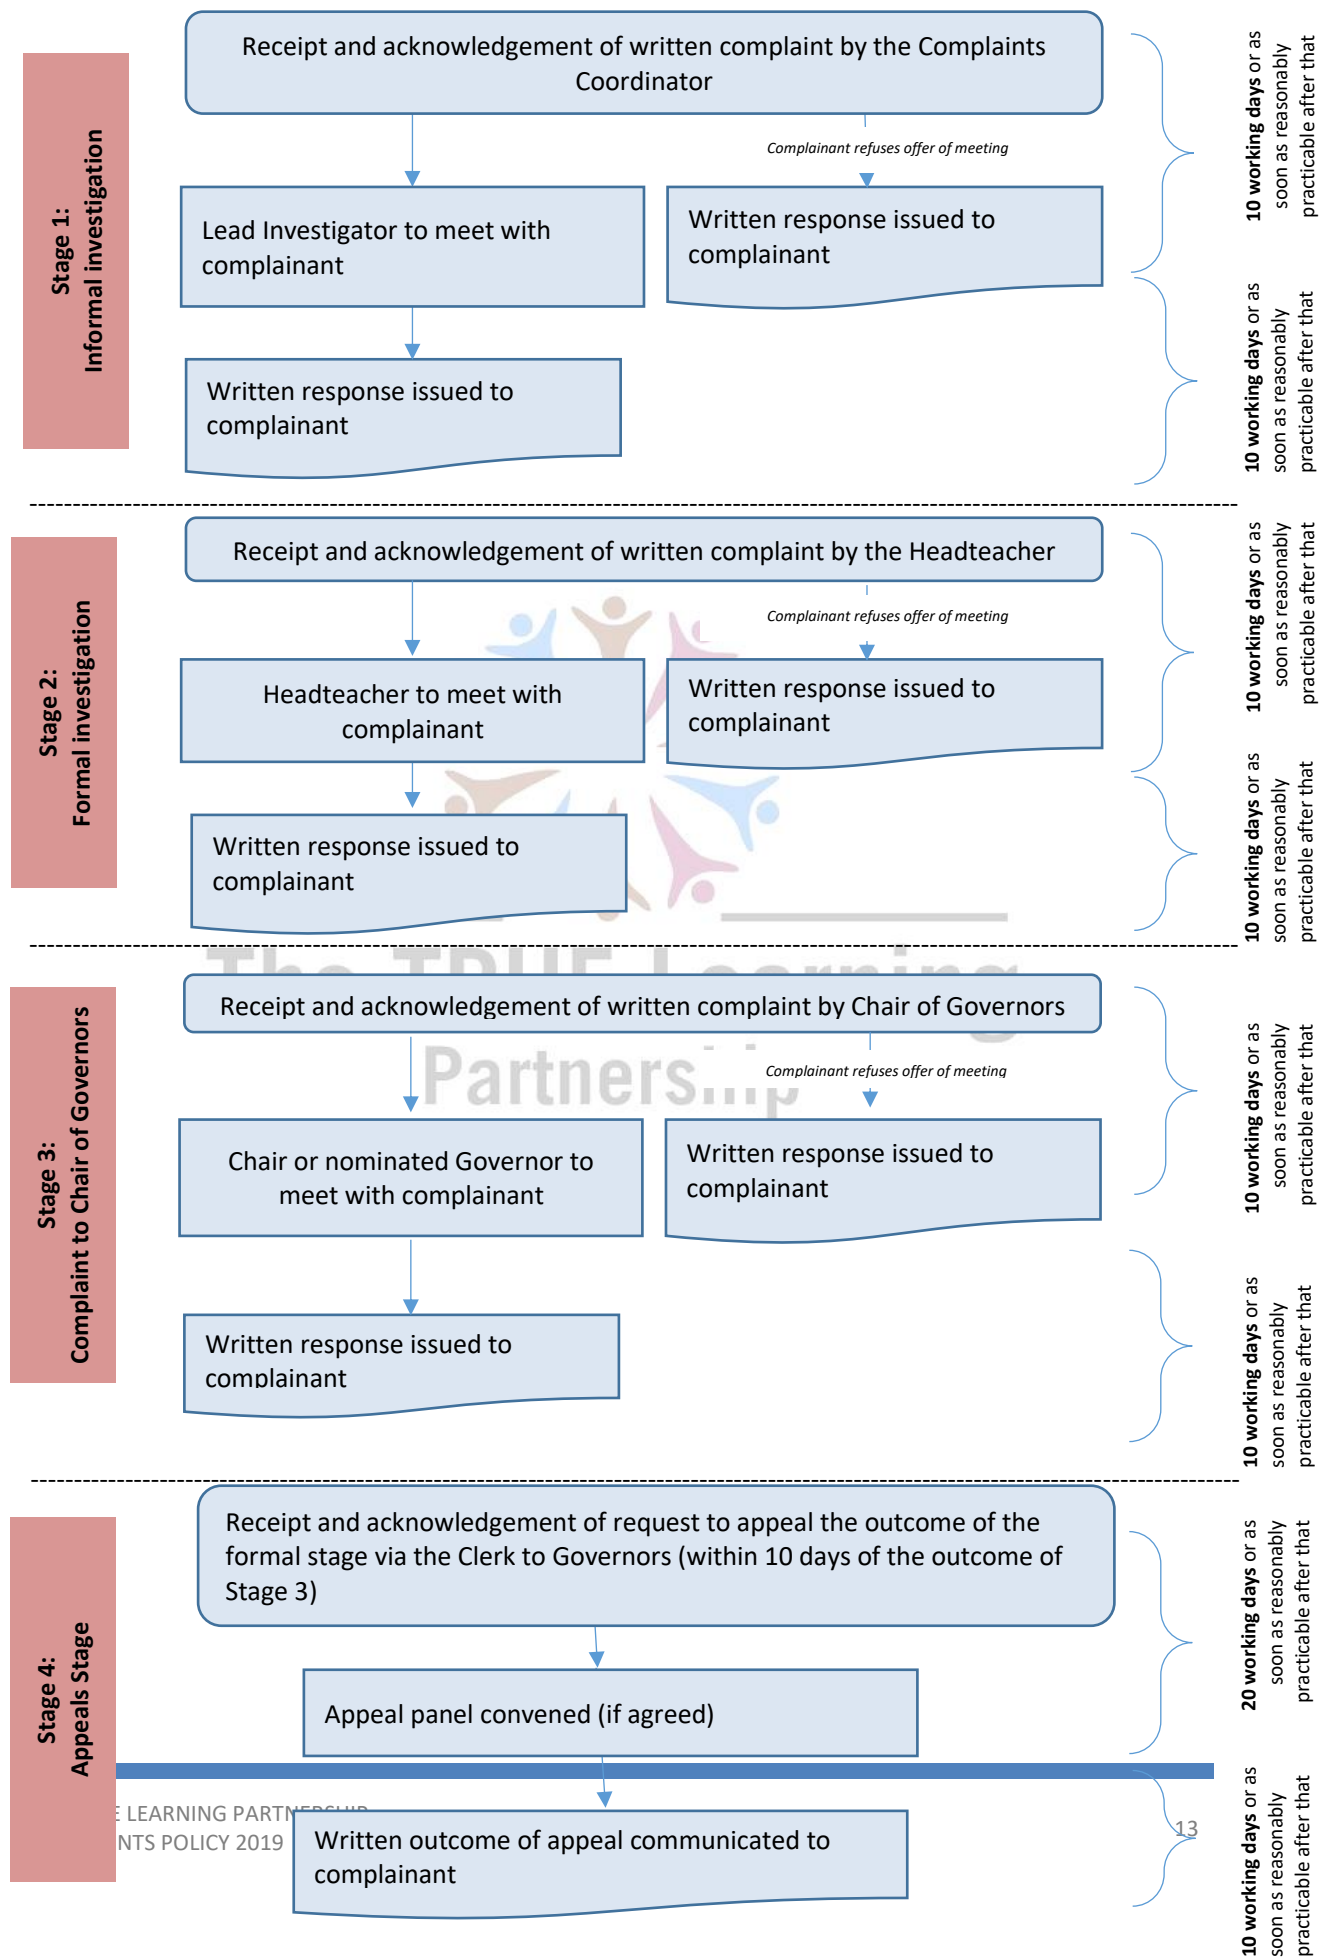 Stage 1:
Informal investigation
Receipt and acknowledgement of written complaint by the Complaints
Coordinator
Complainant refuses offer of meeting
Lead Investigator to meet with
complainant
Written response issued to
complainant
Written response issued to
complainant
10 working days or as
soon as reasonably
practicable after that
10 working days or as
soon as reasonably
practicable after that
Stage 2:
Formal investigation
Receipt and acknowledgement of written complaint by the Headteacher
Complainant refuses offer of meeting
Headteacher to meet with
complainant
Written response issued to
complainant
Written response issued to
complainant
10 working days or as
soon as reasonably
practicable after that
10 working days or as
soon as reasonably
practicable after that
The TRUE Learning
Partnership
Stage 3:
Complaint to Chair of Governors
Receipt and acknowledgement of written complaint by Chair of Governors
Complainant refuses offer of meeting
Chair or nominated Governor to
meet with complainant
Written response issued to
complainant
Written response issued to
complainant
10 working days or as
soon as reasonably
practicable after that
10 working days or as
soon as reasonably
practicable after that
Stage 4:
Appeals Stage
Receipt and acknowledgement of request to appeal the outcome of the
formal stage via the Clerk to Governors (within 10 days of the outcome of
Stage 3)
Appeal panel convened (if agreed)
Written outcome of appeal communicated to
complainant
20 working days or as
soon as reasonably
practicable after that
10 working days or as
soon as reasonably
practicable after that
E LEARNING PARTNERSHIP
NTS POLICY 2019
13